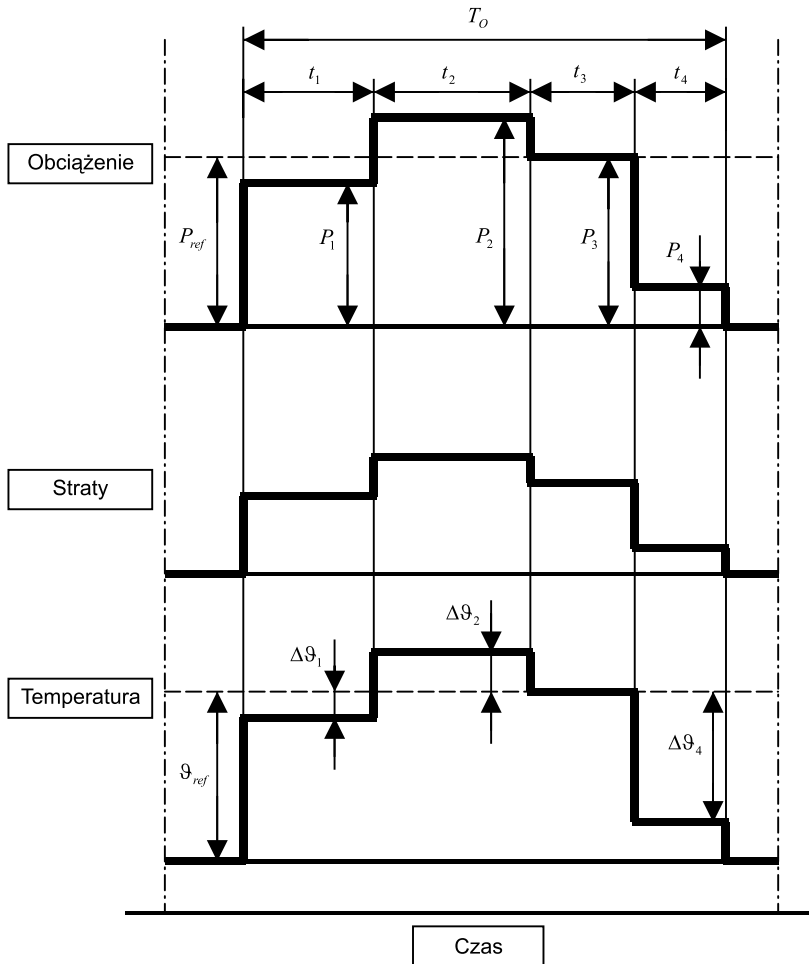 T_O
t_1 t_2 t_3 t_4
Obciążenie
P_ref P_1 P_2 P_3 P_4
Straty
Δϑ_2
Δϑ_1
Temperatura
Δϑ_4
ϑ_ref
Czas